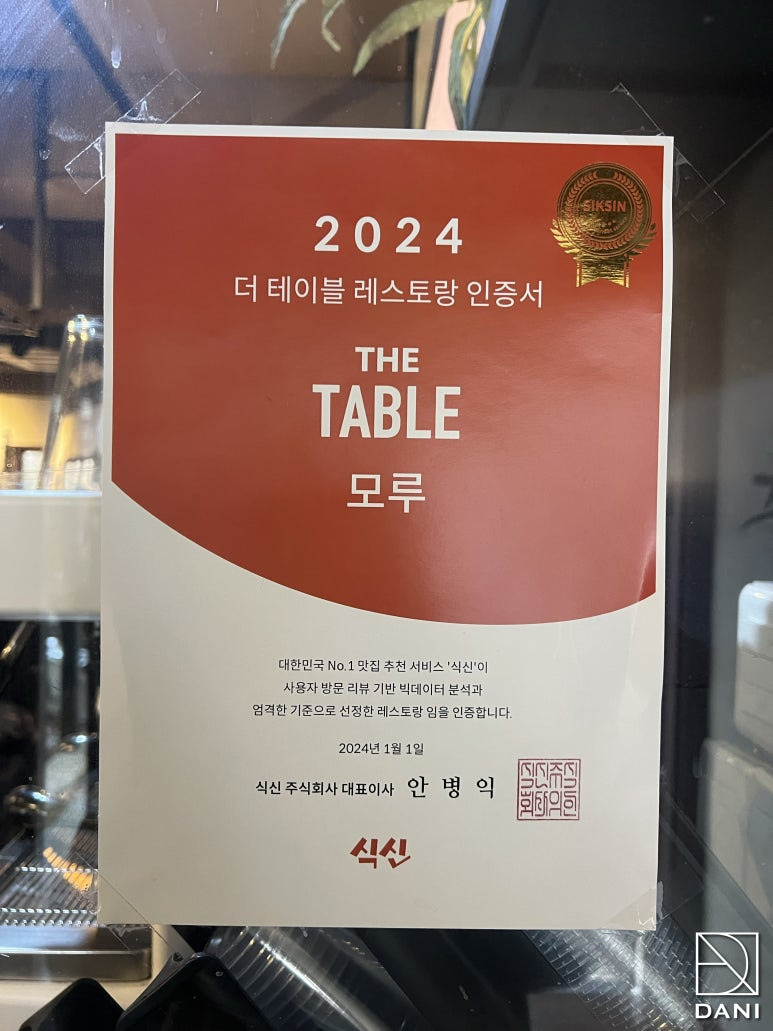 SIKSIN
2024
더 테이블 레스토랑 인증서
THE
TABLE
모루
대한민국 No.1 맛집 추천 서비스 '식신'이
사용자 방문 리뷰 기반 빅데이터 분석과
엄격한 기준으로 선정한 레스토랑 임을 인증합니다.
2024년 1월 1일
식신 주식회사 대표이사 안병익
식신
DANI